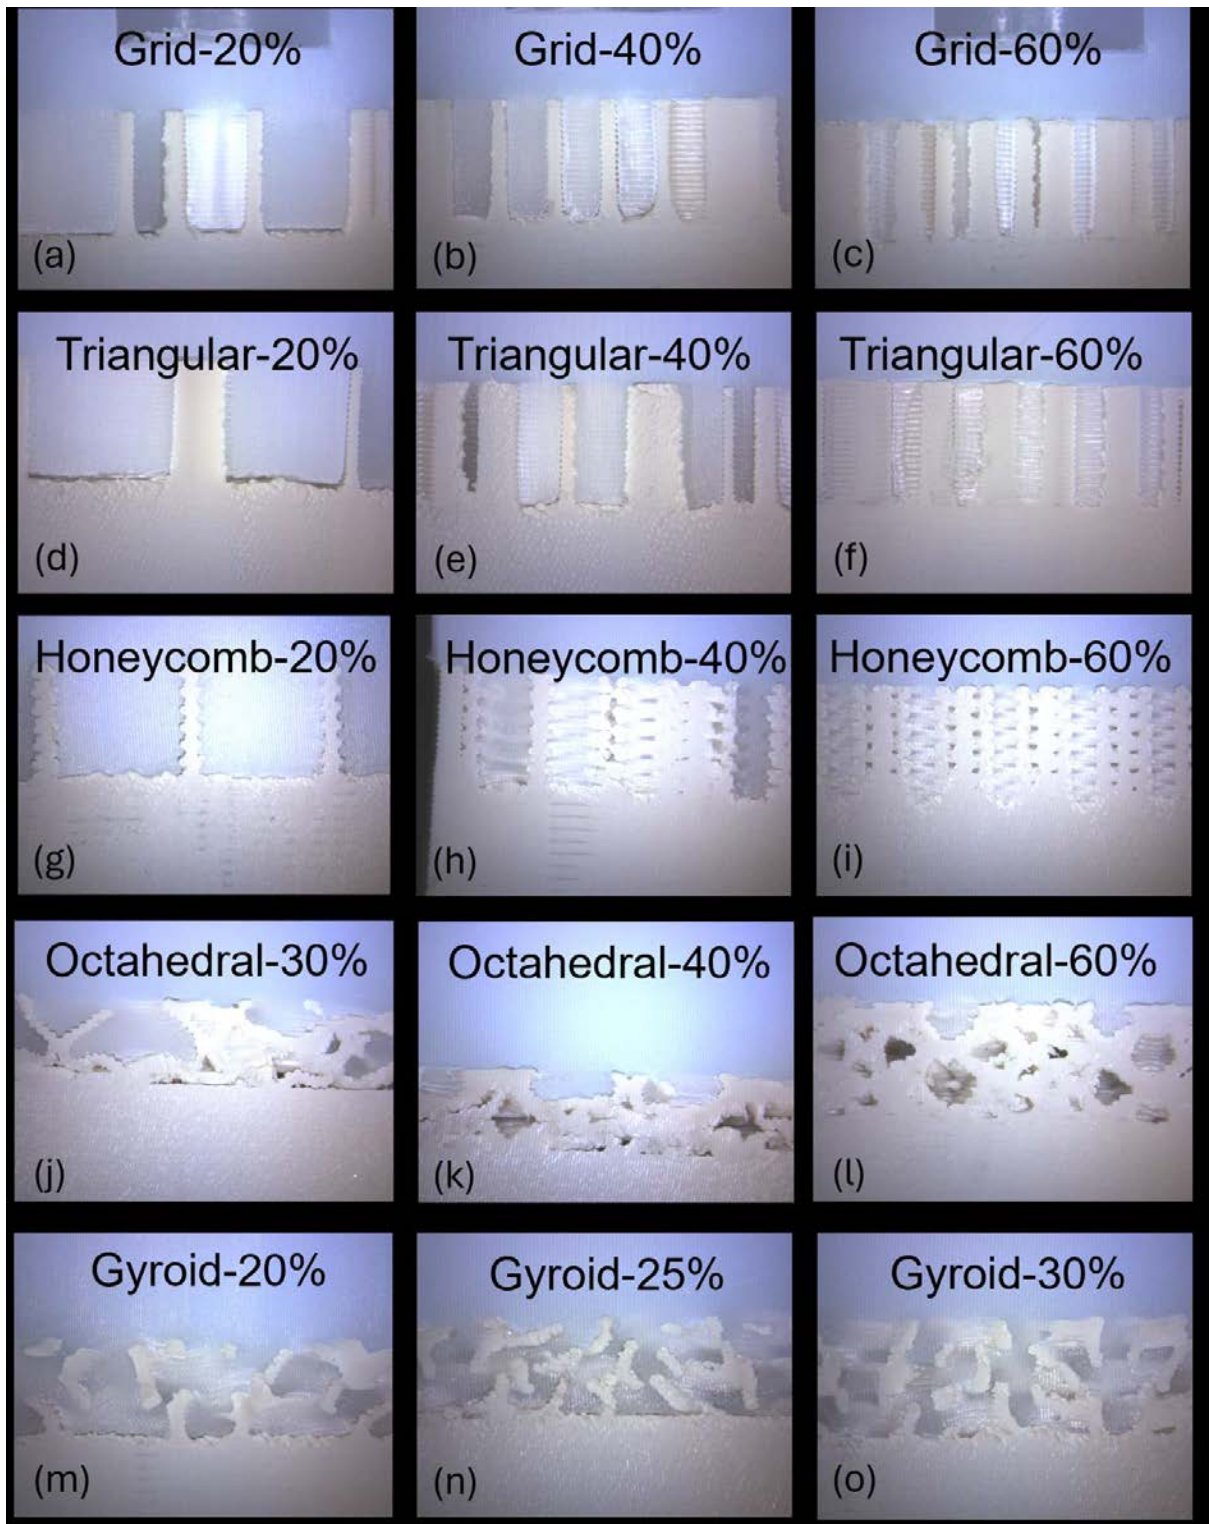 Grid-20%
Grid-40%
Grid-60%
(a)
(b)
(c)
Triangular-20%
Triangular-40%
Triangular-60%
(d)
(e)
(f)
Honeycomb-20%
Honeycomb-40%
Honeycomb-60%
(g)
(h)
(i)
Octahedral-30%
Octahedral-40%
Octahedral-60%
(j)
(k)
(l)
Gyroid-20%
Gyroid-25%
Gyroid-30%
(m)
(n)
(o)